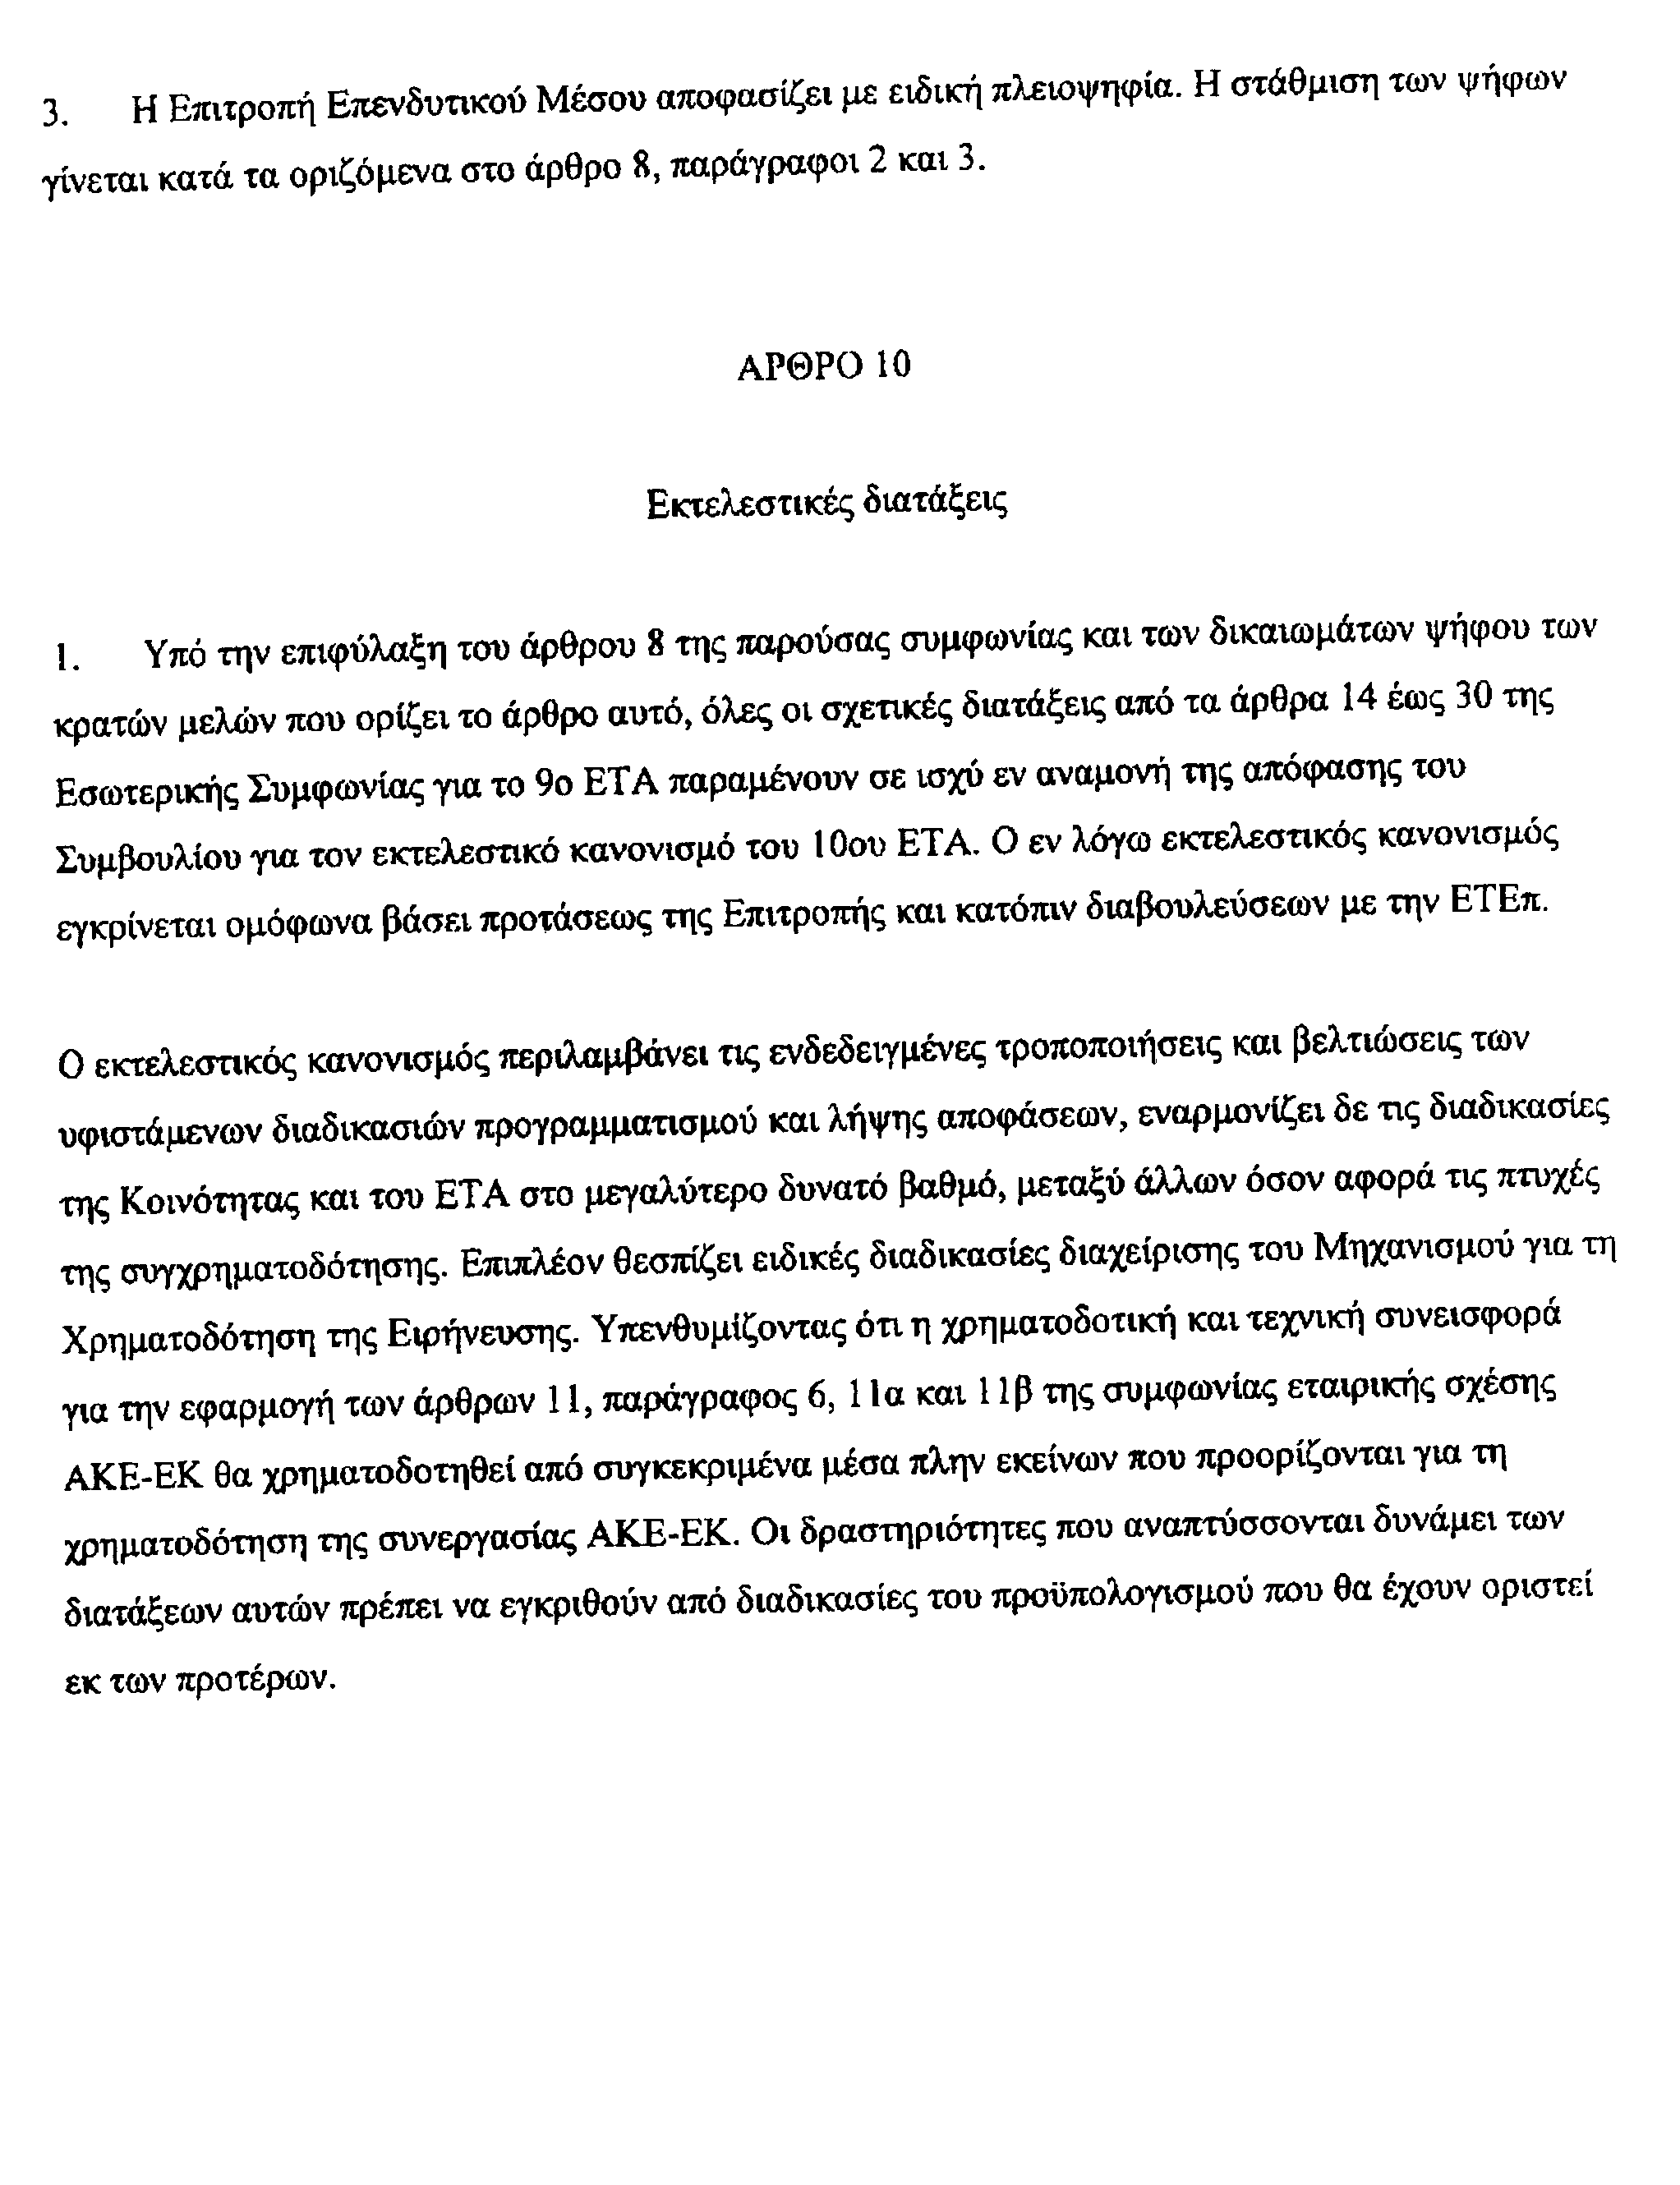 3. Η Επιτροπή Επενδυτικού Μέσου αποφασίζει με ειδική πλειοψηφία. Η στάθμιση των ψήφων
γίνεται κατά τα οριζόμενα στο άρθρο 8, παράγραφοι 2 και 3.
ΑΡΘΡΟ 10
Εκτελεστικές διατάξεις
1. Υπό την επιφύλαξη του άρθρου 8 της παρούσας συμφωνίας και των δικαιωμάτων ψήφου των
κρατών μελών που ορίζει το άρθρο αυτό, όλες οι σχετικές διατάξεις από τα άρθρα 14 έως 30 της
Εσωτερικής Συμφωνίας για το 9ο ΕΤΑ παραμένουν σε ισχύ εν αναμονή της απόφασης του
Συμβουλίου για τον εκτελεστικό κανονισμό του 10ου ΕΤΑ. Ο εν λόγω εκτελεστικός κανονισμός
εγκρίνεται ομόφωνα βάσει προτάσεως της Επιτροπής και κατόπιν διαβουλεύσεων με την ΕΤΕπ.
Ο εκτελεστικός κανονισμός περιλαμβάνει τις ενδεδειγμένες τροποποιήσεις και βελτιώσεις των
υφιστάμενων διαδικασιών προγραμματισμού και λήψης αποφάσεων, εναρμονίζει δε τις διαδικασίες
της Κοινότητας και του ΕΤΑ στο μεγαλύτερο δυνατό βαθμό, μεταξύ άλλων όσον αφορά τις πτυχές
της συγχρηματοδότησης. Επιπλέον θεσπίζει ειδικές διαδικασίες διαχείρισης του Μηχανισμού για τη
Χρηματοδότηση της Ειρήνευσης. Υπενθυμίζοντας ότι η χρηματοδοτική και τεχνική συνεισφορά
για την εφαρμογή των άρθρων 11, παράγραφος 6, 11α και 11β της συμφωνίας εταιρικής σχέσης
ΑΚΕ-ΕΚ θα χρηματοδοτηθεί από συγκεκριμένα μέσα πλην εκείνων που προορίζονται για τη
χρηματοδότηση της συνεργασίας ΑΚΕ-ΕΚ. Οι δραστηριότητες που αναπτύσσονται δυνάμει των
διατάξεων αυτών πρέπει να εγκριθούν από διαδικασίες του προϋπολογισμού που θα έχουν οριστεί
εκ των προτέρων.